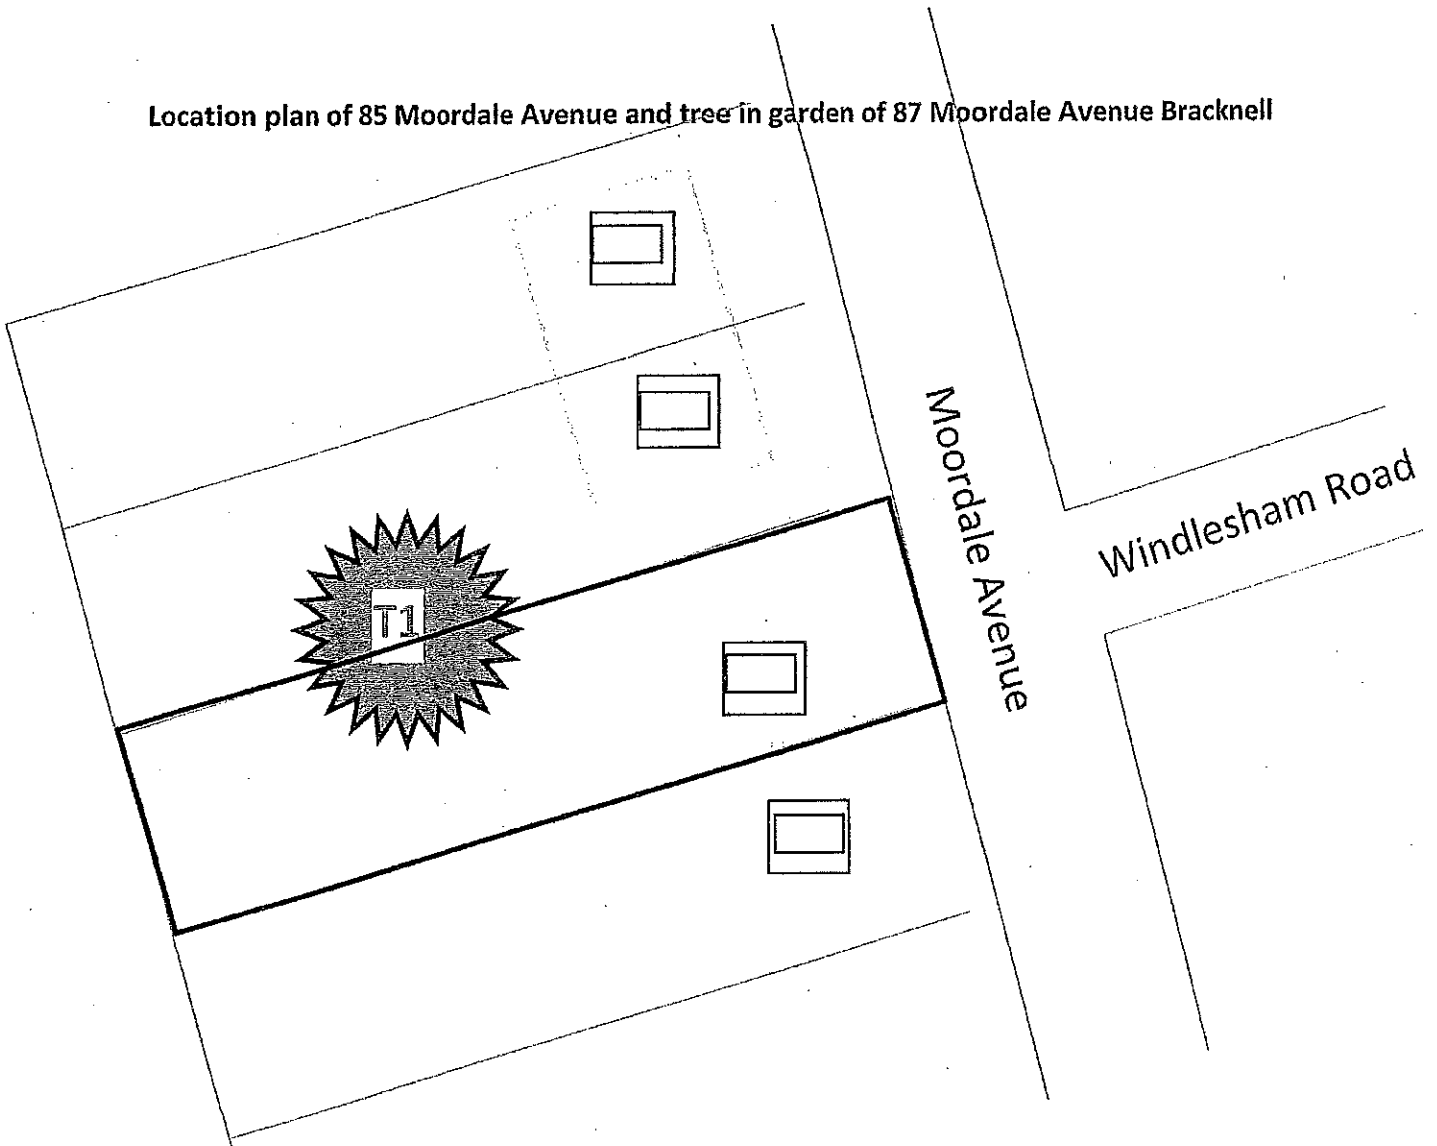 Location plan of 85 Moordale Avenue and tree in garden of 87 Moordale Avenue Bracknell
Moordale Avenue
Windlesham Road
T1